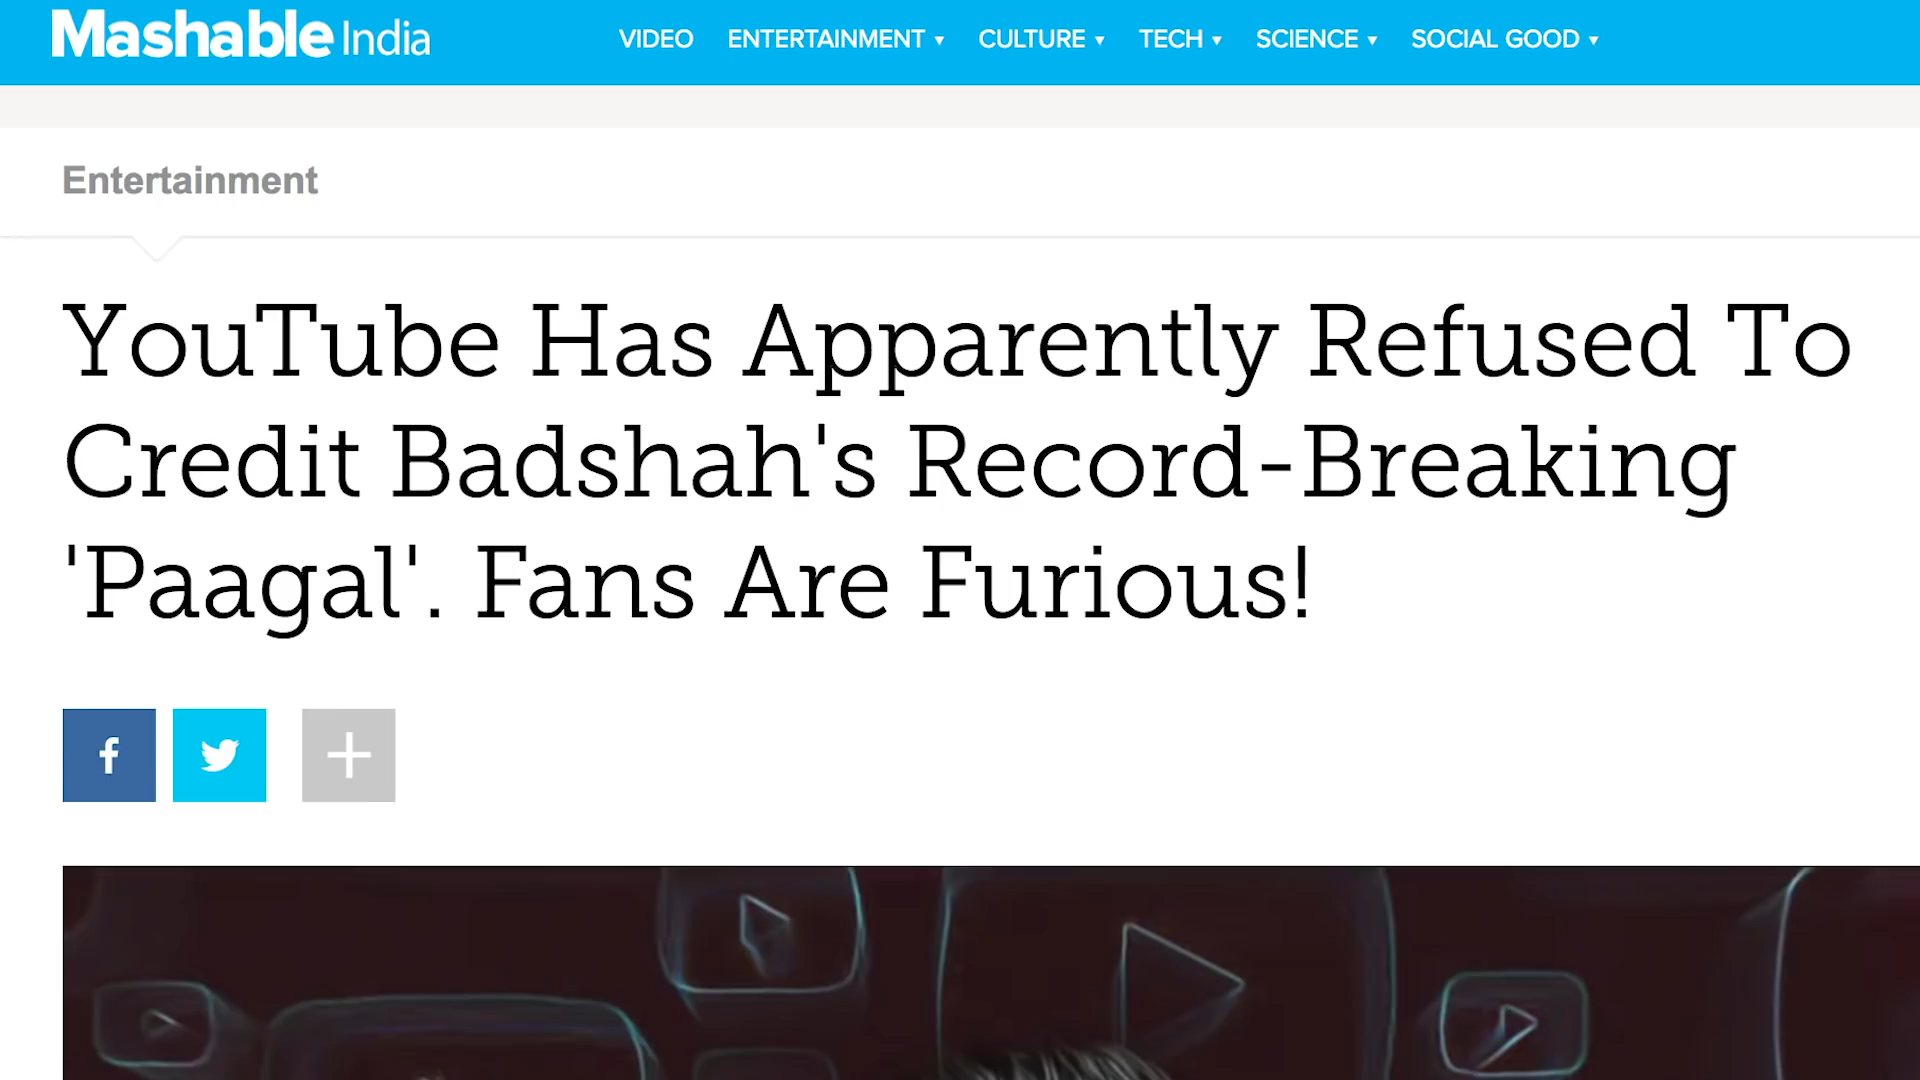 Mashable India
VIDEO ENTERTAINMENT CULTURE TECH SCIENCE SOCIAL GOOD
Entertainment
YouTube Has Apparently Refused To
Credit Badshah's Record-Breaking
'Paagal'. Fans Are Furious!